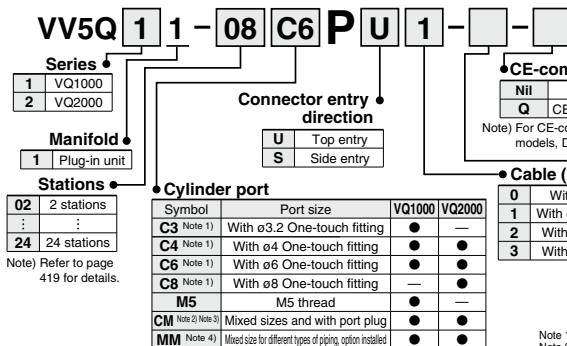 VV5Q 1 1 - 08 C6 P U 1 - -
Series
1 VQ1000
2 VQ2000
Manifold
1 Plug-in unit
Stations
02 2 stations
⋮ ⋮
24 24 stations
Note) Refer to page
419 for details.
Connector entry
direction
U Top entry
S Side entry
Cylinder port
Symbol Port size VQ1000 VQ2000
C3 Note 1) With ø3.2 One-touch fitting ● —
C4 Note 1) With ø4 One-touch fitting ● ●
C6 Note 1) With ø6 One-touch fitting ● ●
C8 Note 1) With ø8 One-touch fitting — ●
M5 M5 thread ● —
CM Note 2) Note 3) Mixed sizes and with port plug ● ●
MM Note 4) Mixed size for different types of piping, option installed ● ●
CE-com
Nil
Q CE
Note) For CE-co
models, D
Cable (
0 Wit
1 With
2 With
3 With
Note 1